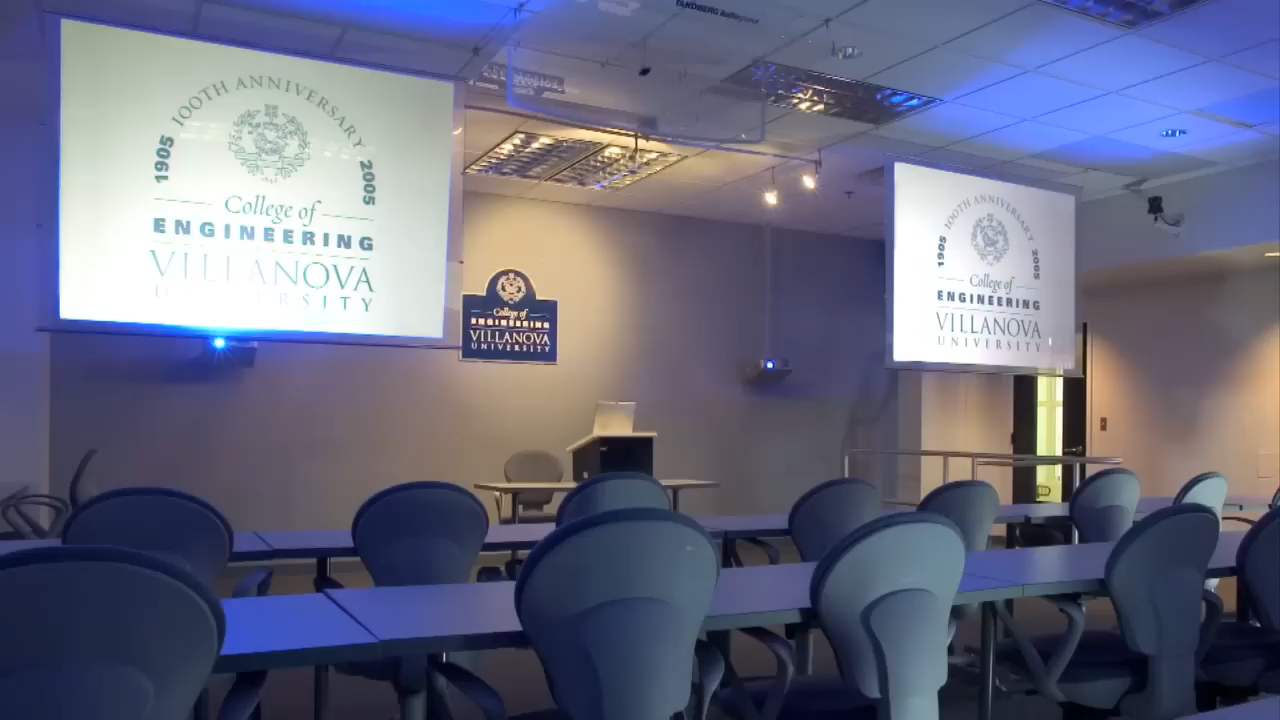 TANDBERG
100TH ANNIVERSARY
1905
2005
College of
ENGINEERING
VILLANOVA
UNIVERSITY
College of
ENGINEERING
VILLANOVA
UNIVERSITY
100TH ANNIVERSARY
1905
2005
College of
ENGINEERING
VILLANOVA
UNIVERSITY